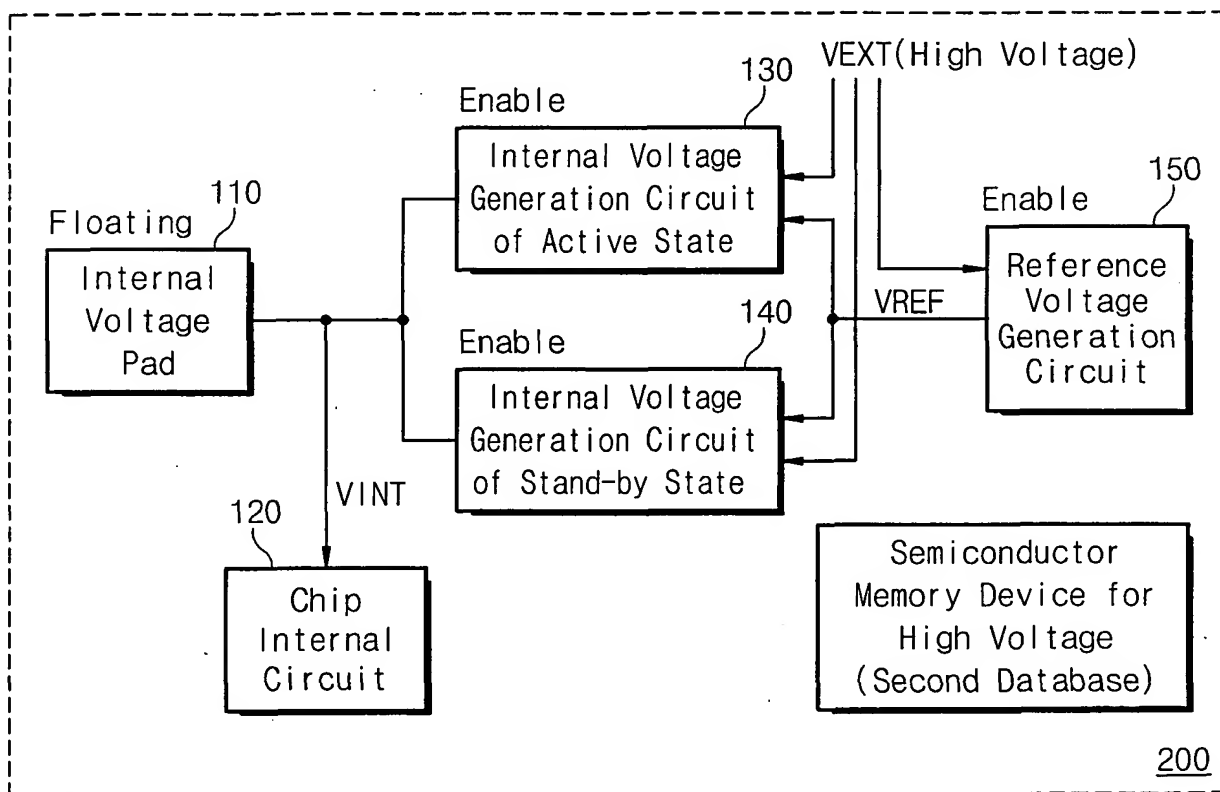 VEXT(High Voltage)
130
Enable
Internal Voltage
Generation Circuit
of Active State
150
Enable
Reference
Voltage
Generation
Circuit
110
Floating
Internal
Voltage
Pad
VREF
140
Enable
Internal Voltage
Generation Circuit
of Stand-by State
VINT
120
Chip
Internal
Circuit
Semiconductor
Memory Device for
High Voltage
(Second Database)
200